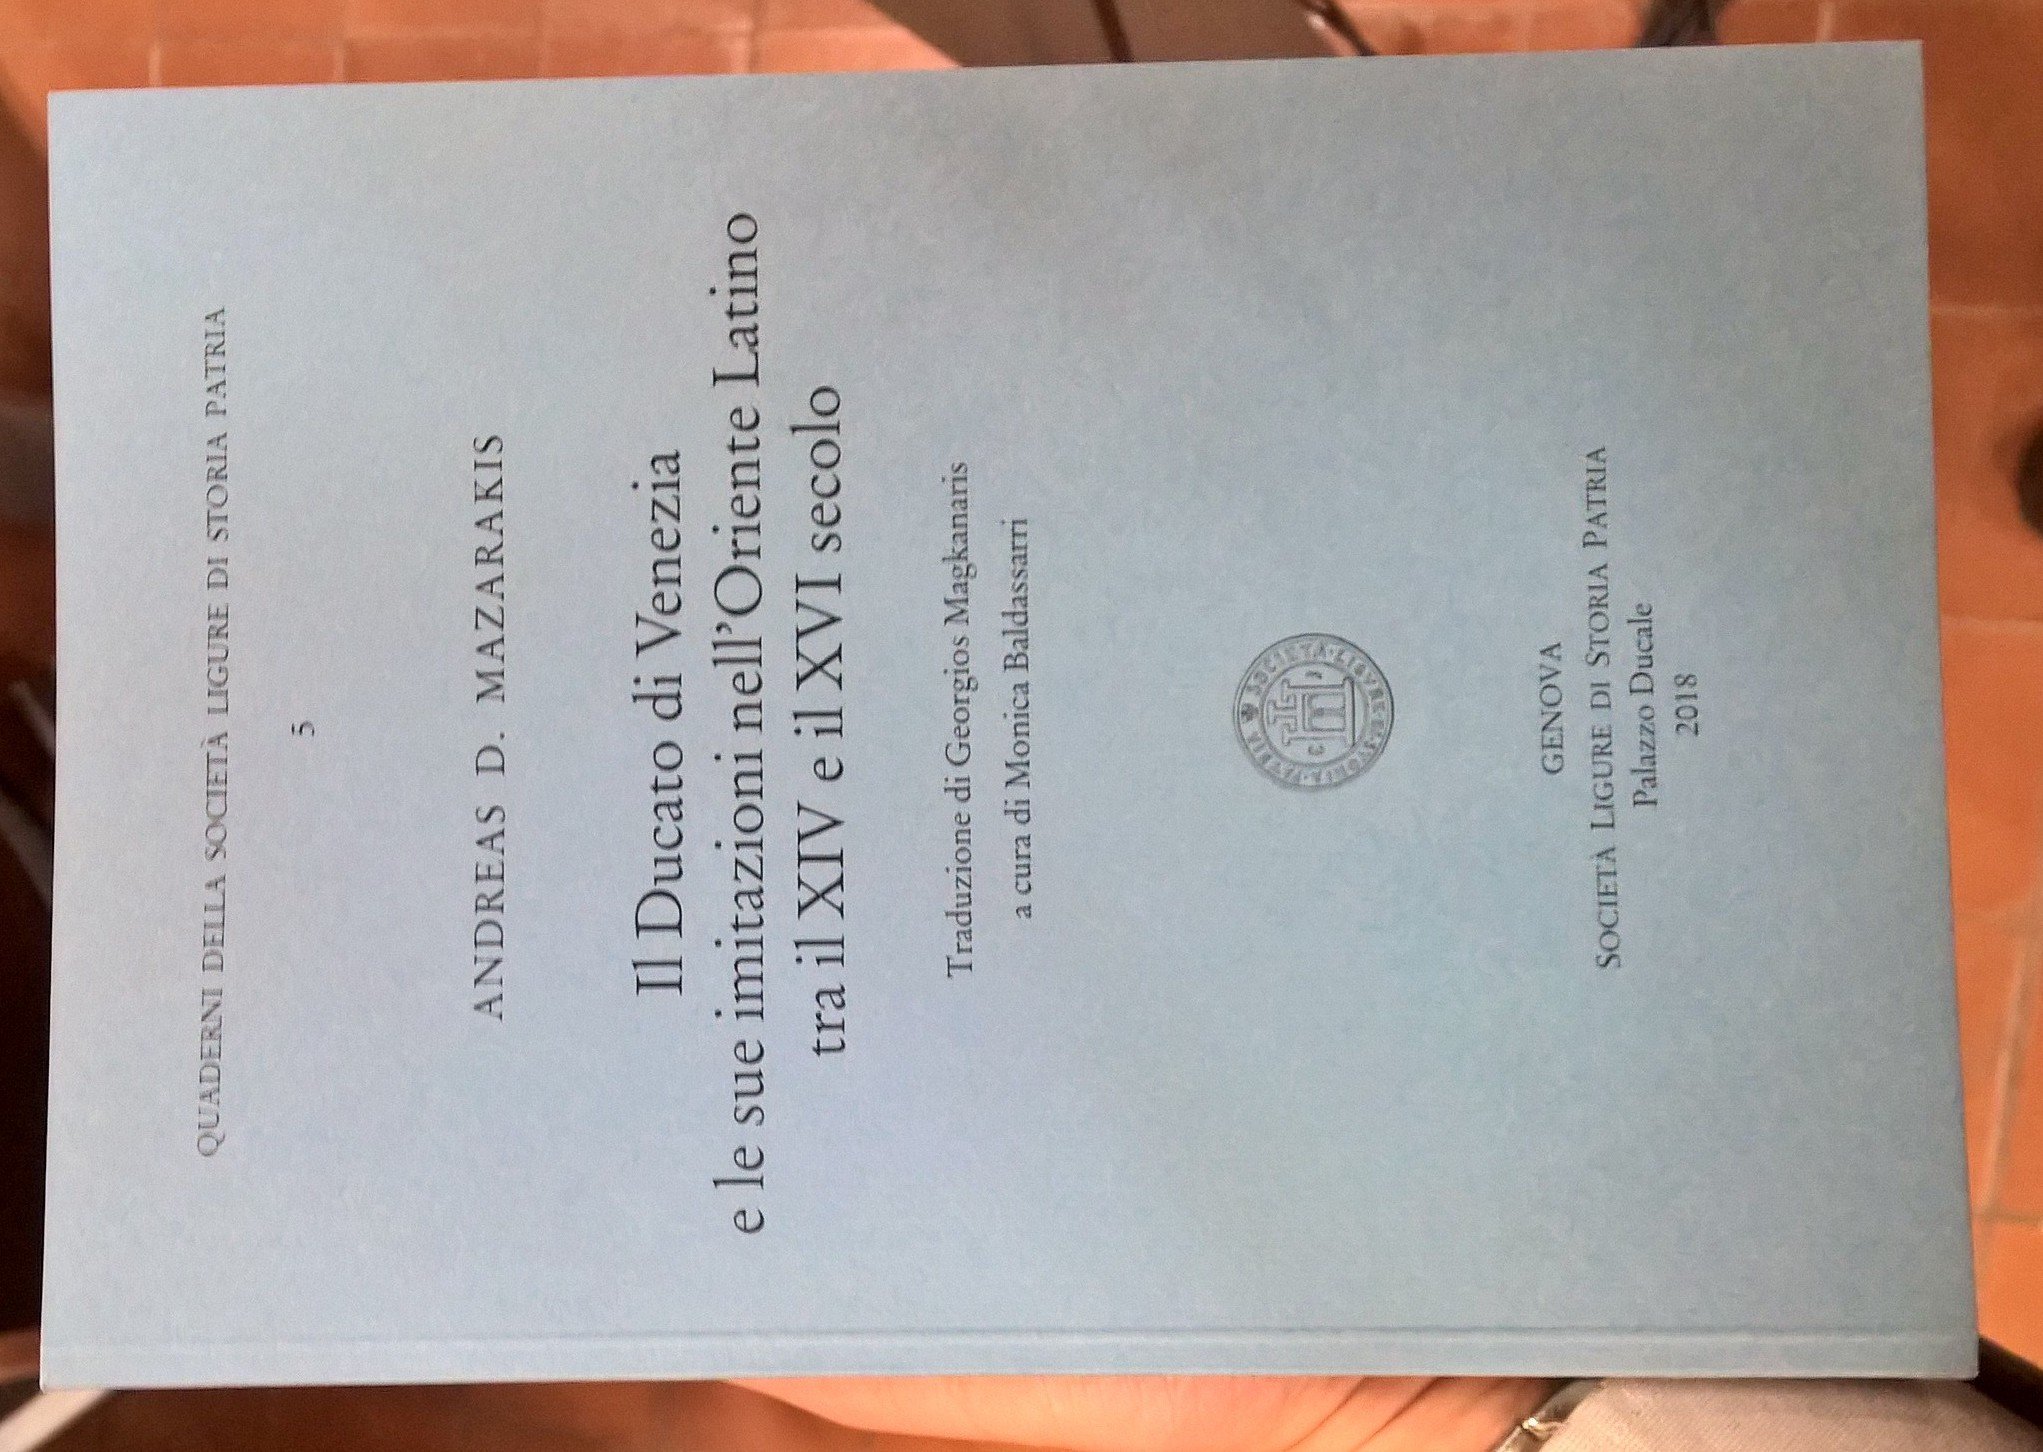 QUADERNI DELLA SOCIETÀ LIGURE DI STORIA PATRIA
5
ANDREAS D. MAZARAKIS
Il Ducato di Venezia
e le sue imitazioni nell'Oriente Latino
tra il XIV e il XVI secolo
Traduzione di Georgios Magkanaris
a cura di Monica Baldassarri
SOCIETÀ·LIGVRE
GENOVA
SOCIETÀ LIGURE DI STORIA PATRIA
Palazzo Ducale
2018